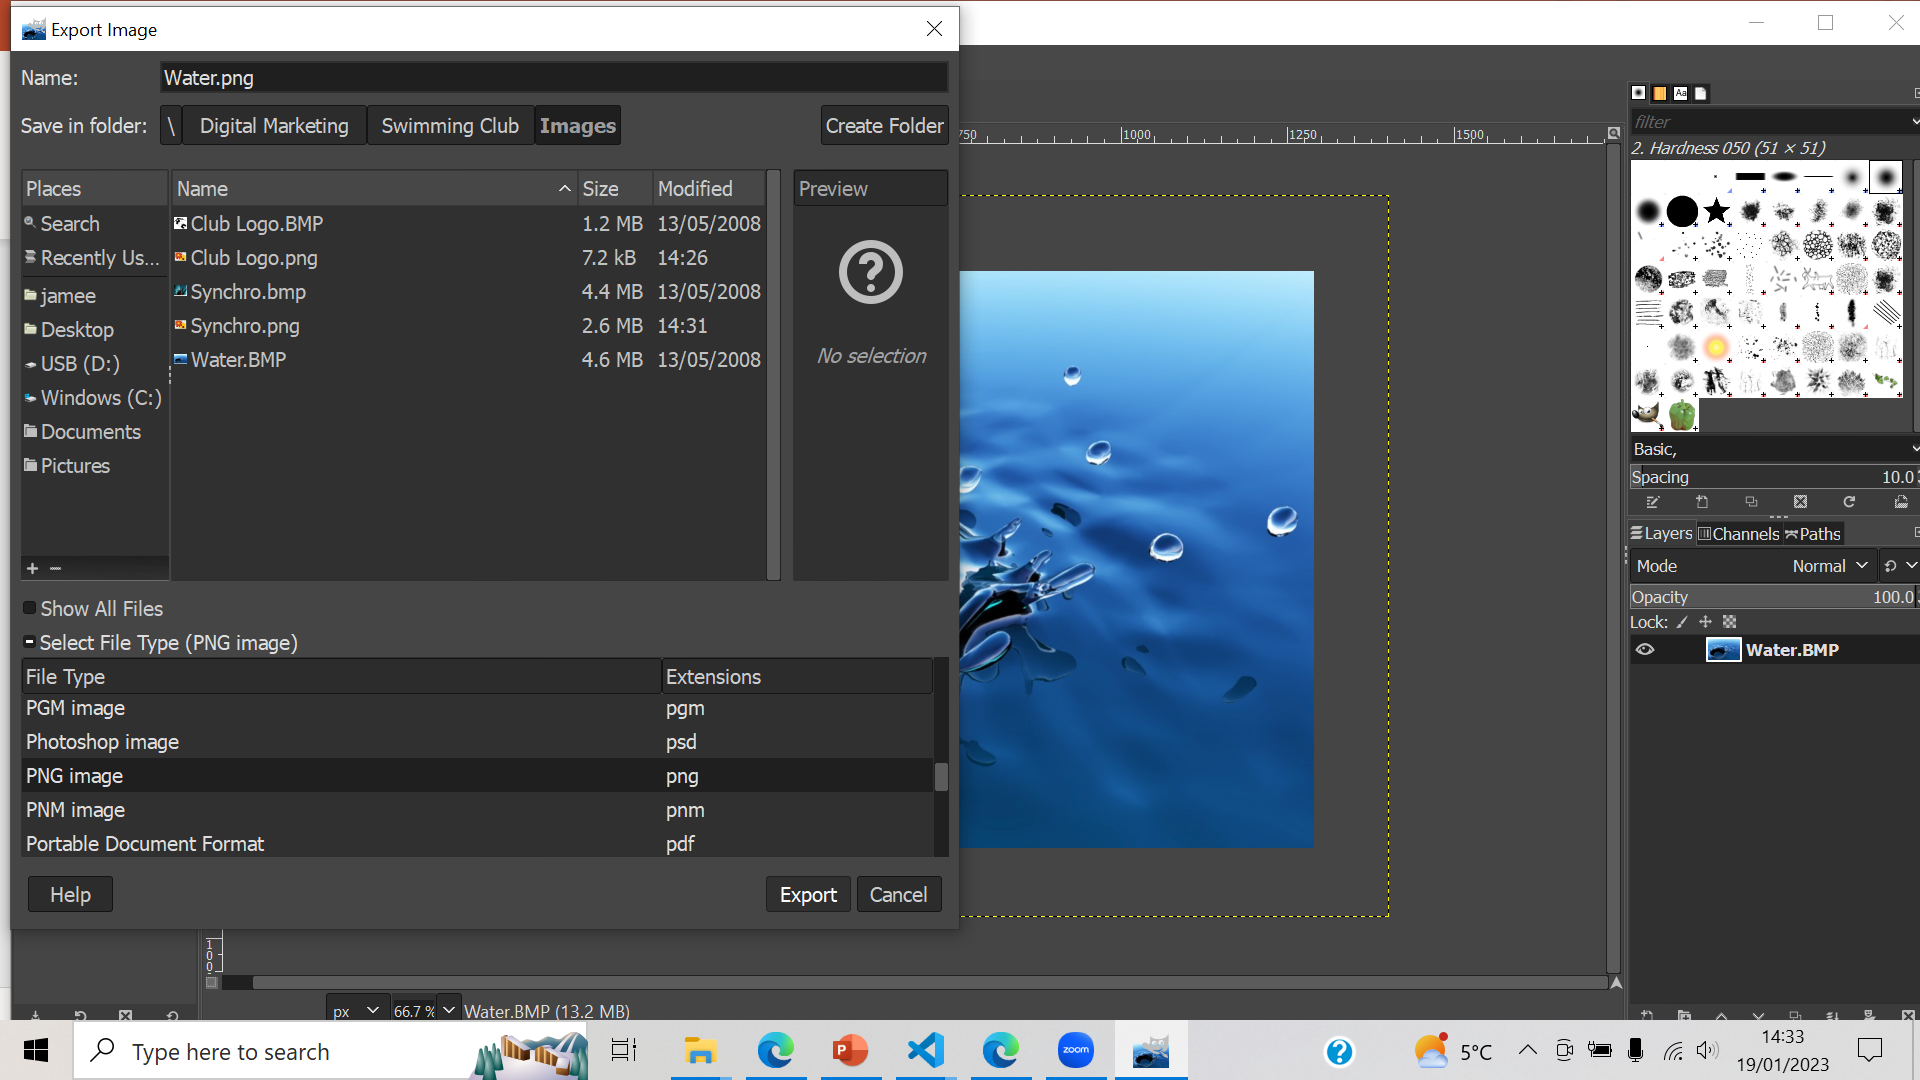 Export Image
Name: Water.png
Save in folder: \ Digital Marketing Swimming Club Images Create Folder
Places Name Size Modified Preview
Search Club Logo.BMP 1.2 MB 13/05/2008
Recently Us... Club Logo.png 7.2 kB 14:26
jamee Synchro.bmp 4.4 MB 13/05/2008
Desktop Synchro.png 2.6 MB 14:31
USB (D:) Water.BMP 4.6 MB 13/05/2008 No selection
Windows (C:)
Documents
Pictures
Show All Files
Select File Type (PNG image)
File Type Extensions
PGM image pgm
Photoshop image psd
PNG image png
PNM image pnm
Portable Document Format pdf
Help Export Cancel
750 1000 1250 1500
100
px 66.7 % Water.BMP (13.2 MB)
Aa
filter
2. Hardness 050 (51 × 51)
Basic,
Spacing 10.0
Layers Channels Paths
Mode Normal
Opacity 100.0
Lock:
Water.BMP
Type here to search
zoom
5°C
14:33
19/01/2023